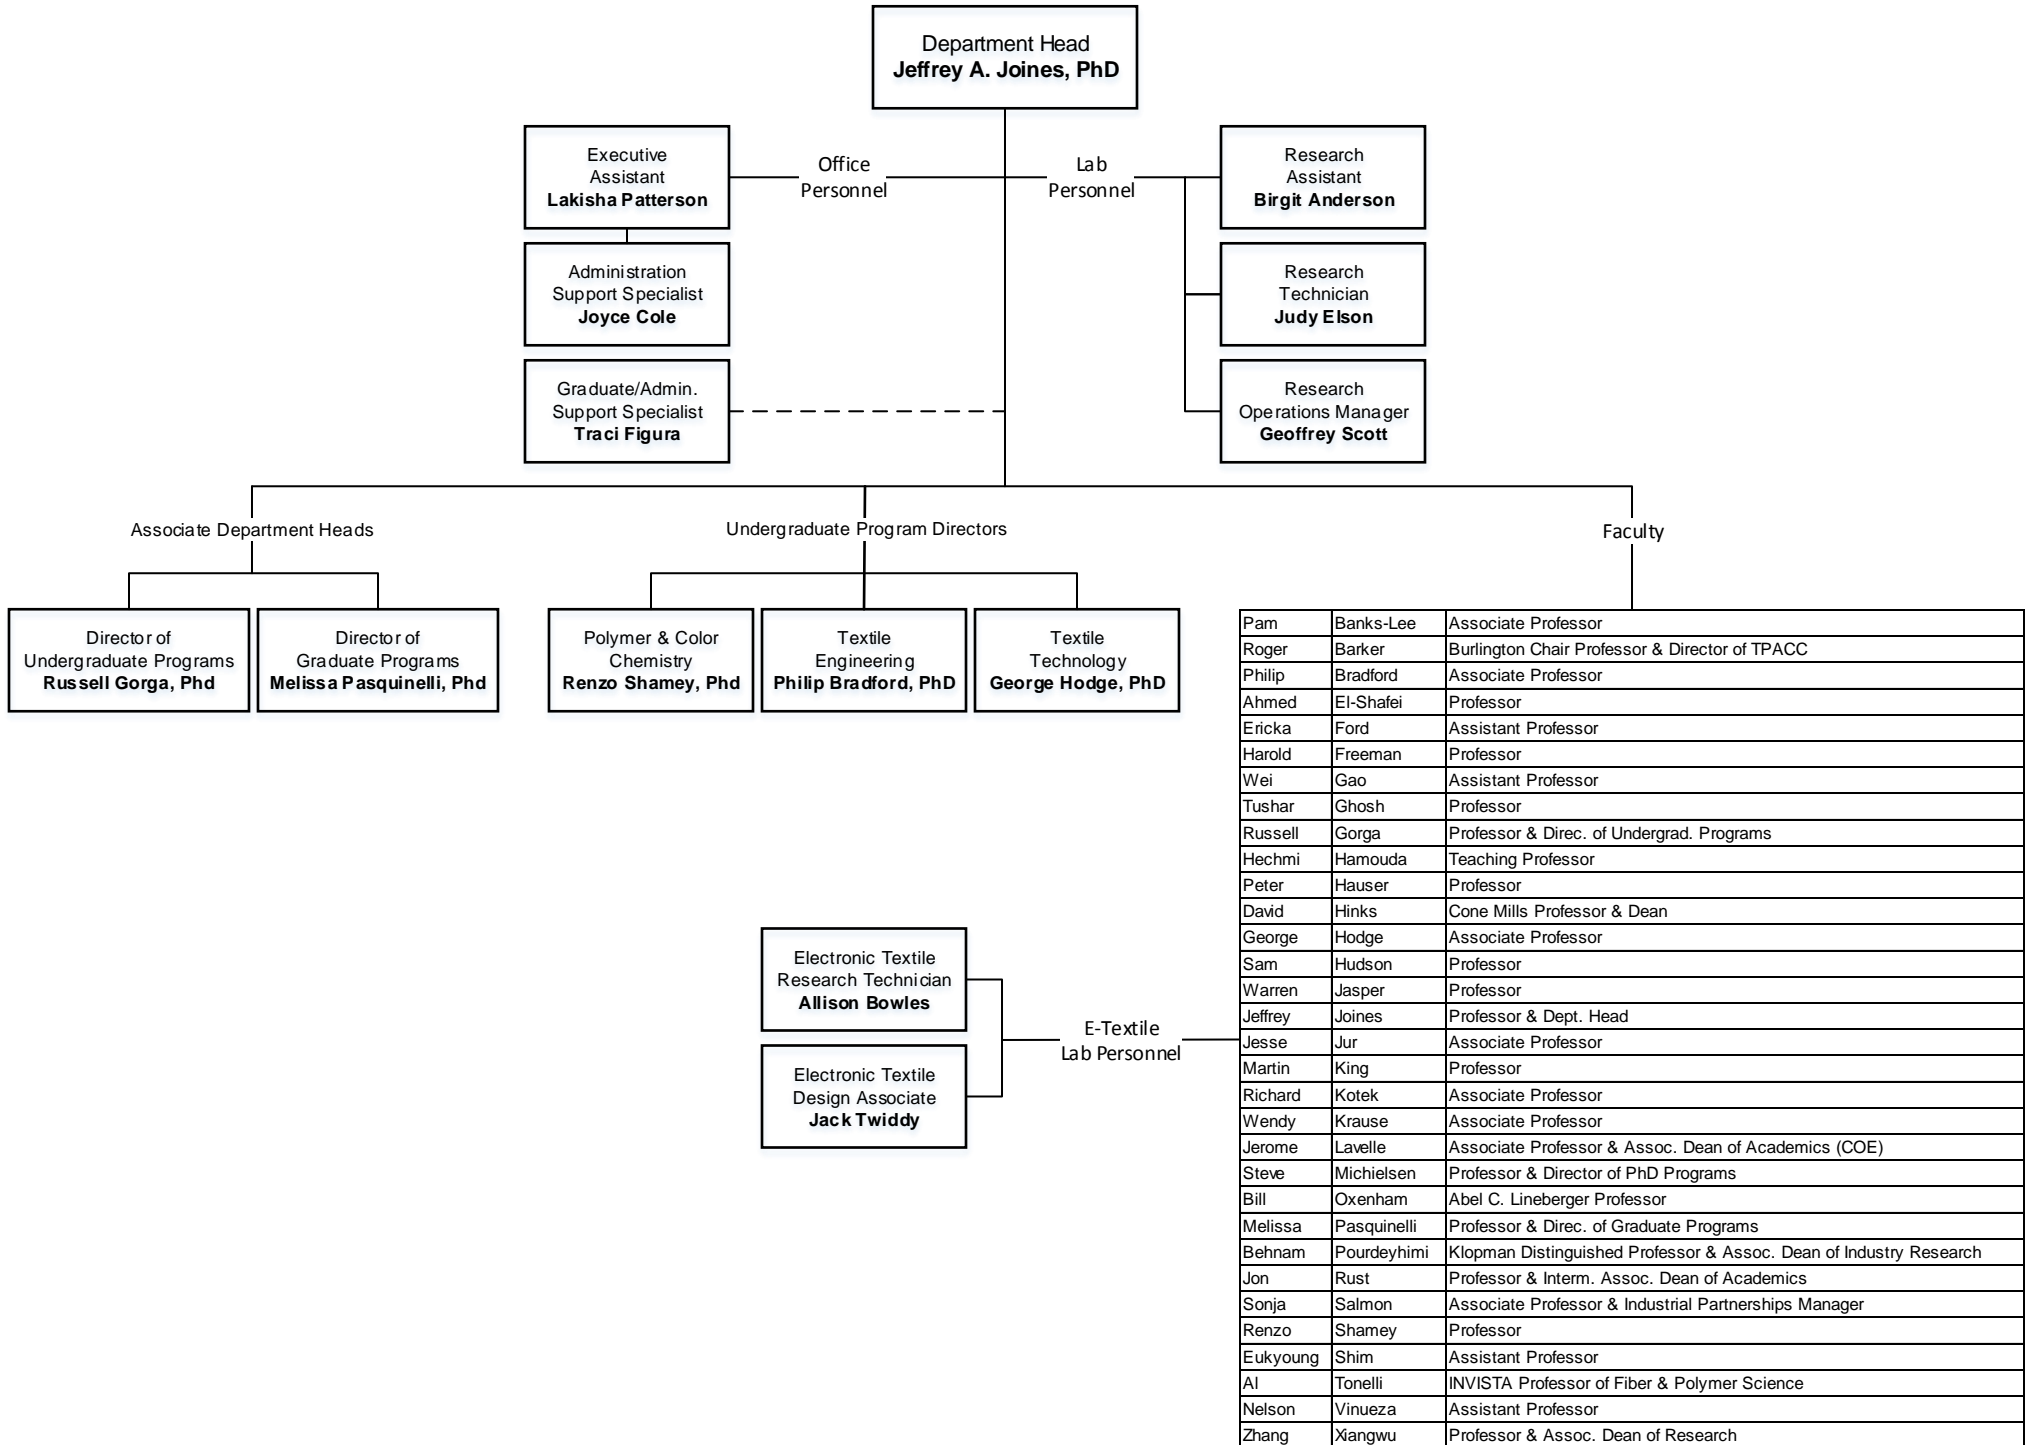 Department Head
Jeffrey A. Joines, PhD
Executive
Assistant
Lakisha Patterson
Office
Personnel
Lab
Personnel
Research
Assistant
Birgit Anderson
Administration
Support Specialist
Joyce Cole
Research
Technician
Judy Elson
Graduate/Admin.
Support Specialist
Traci Figura
Research
Operations Manager
Geoffrey Scott
Associate Department Heads
Undergraduate Program Directors
Faculty
Director of
Undergraduate Programs
Russell Gorga, Phd
Director of
Graduate Programs
Melissa Pasquinelli, Phd
Polymer & Color
Chemistry
Renzo Shamey, Phd
Textile
Engineering
Philip Bradford, PhD
Textile
Technology
George Hodge, PhD
Pam Banks-Lee Associate Professor
Roger Barker Burlington Chair Professor & Director of TPACC
Philip Bradford Associate Professor
Ahmed El-Shafei Professor
Ericka Ford Assistant Professor
Harold Freeman Professor
Wei Gao Assistant Professor
Tushar Ghosh Professor
Russell Gorga Professor & Direc. of Undergrad. Programs
Hechmi Hamouda Teaching Professor
Peter Hauser Professor
David Hinks Cone Mills Professor & Dean
George Hodge Associate Professor
Sam Hudson Professor
Warren Jasper Professor
Jeffrey Joines Professor & Dept. Head
Jesse Jur Associate Professor
Martin King Professor
Richard Kotek Associate Professor
Wendy Krause Associate Professor
Jerome Lavelle Associate Professor & Assoc. Dean of Academics (COE)
Steve Michielsen Professor & Director of PhD Programs
Bill Oxenham Abel C. Lineberger Professor
Melissa Pasquinelli Professor & Direc. of Graduate Programs
Behnam Pourdeyhimi Klopman Distinguished Professor & Assoc. Dean of Industry Research
Jon Rust Professor & Interm. Assoc. Dean of Academics
Sonja Salmon Associate Professor & Industrial Partnerships Manager
Renzo Shamey Professor
Eukyoung Shim Assistant Professor
Al Tonelli INVISTA Professor of Fiber & Polymer Science
Nelson Vinueza Assistant Professor
Zhang Xiangwu Professor & Assoc. Dean of Research
Electronic Textile
Research Technician
Allison Bowles
E-Textile
Lab Personnel
Electronic Textile
Design Associate
Jack Twiddy